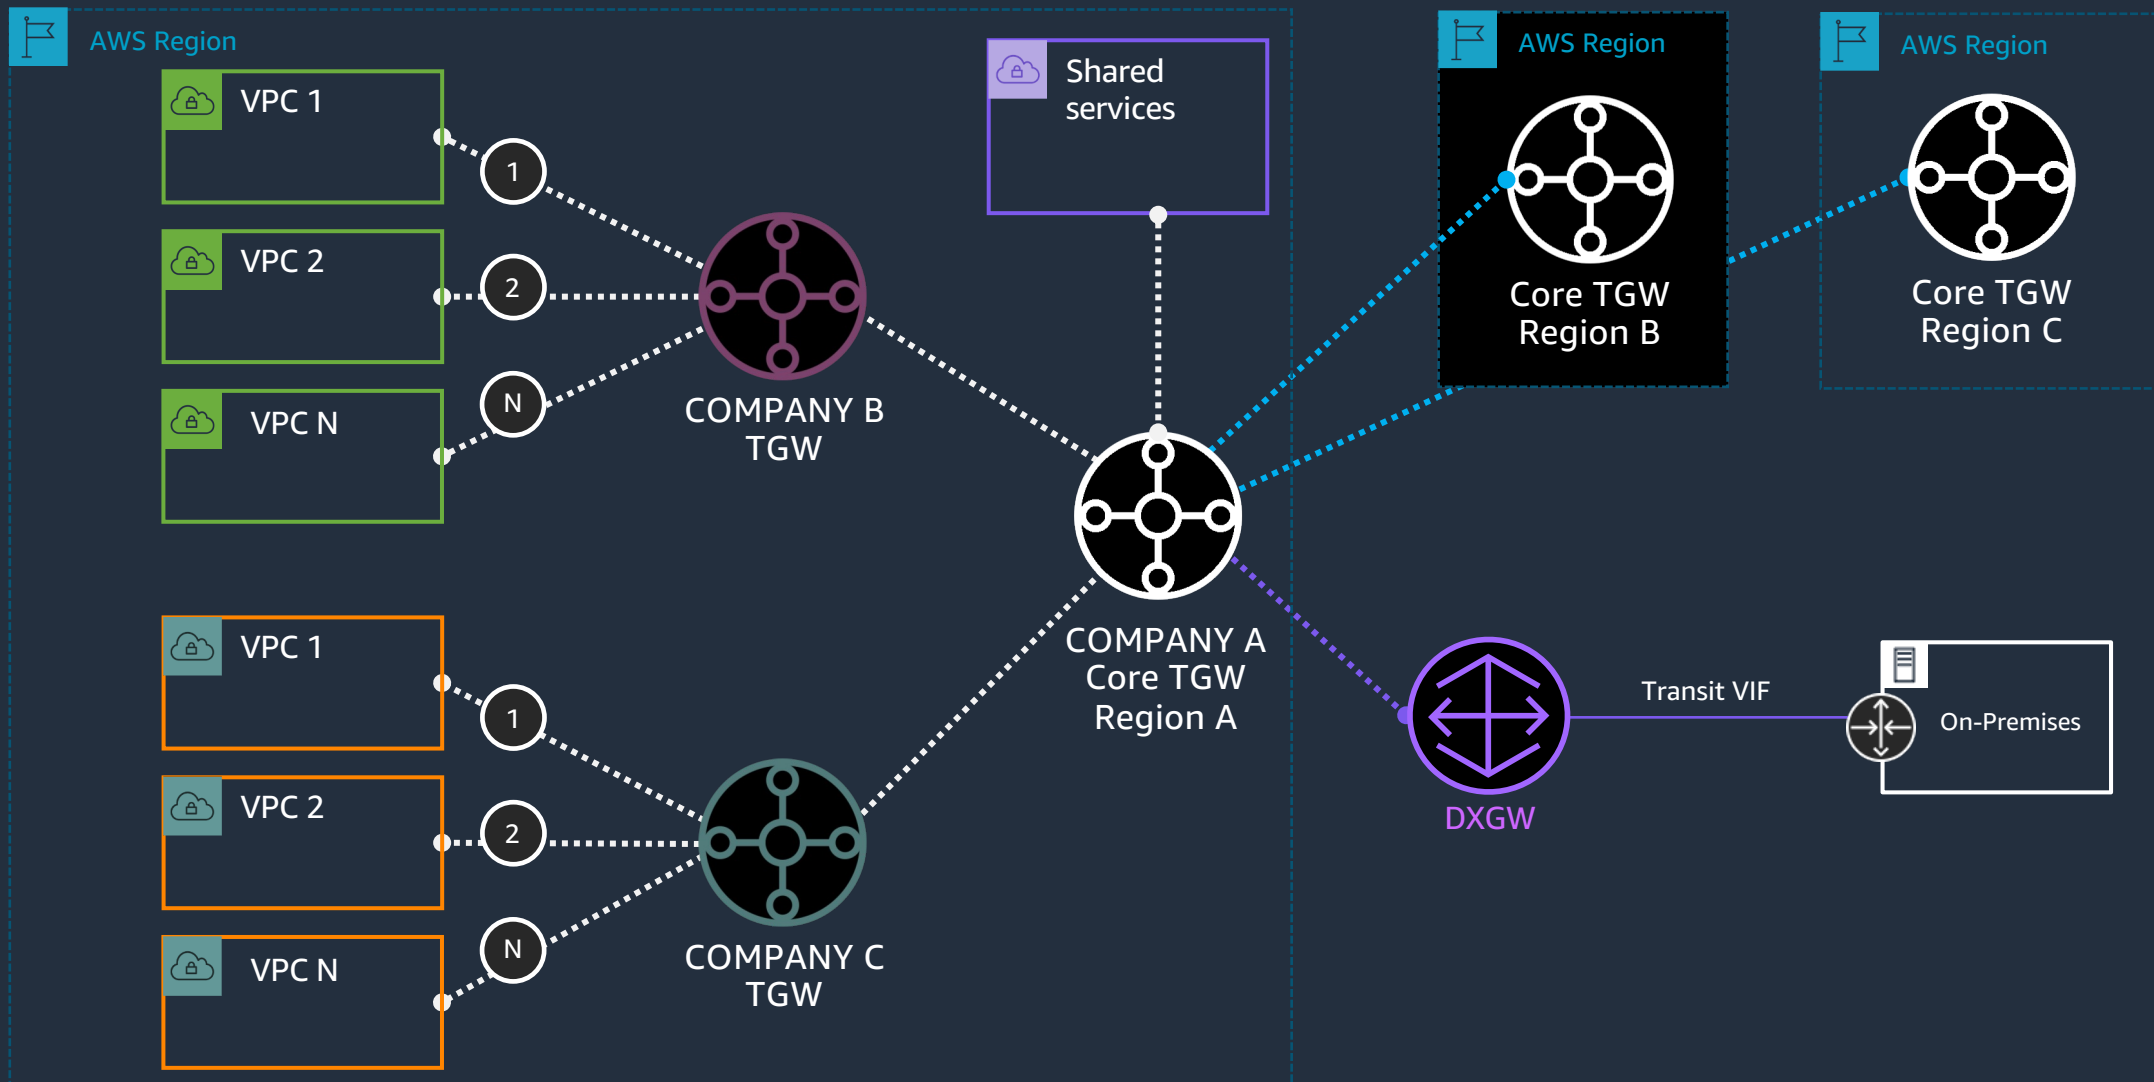 AWS Region
VPC 1
1
VPC 2
2
VPC N
N
COMPANY B
TGW
Shared
services
AWS Region
Core TGW
Region B
AWS Region
Core TGW
Region C
VPC 1
1
VPC 2
2
VPC N
N
COMPANY C
TGW
COMPANY A
Core TGW
Region A
DXGW
Transit VIF
On-Premises